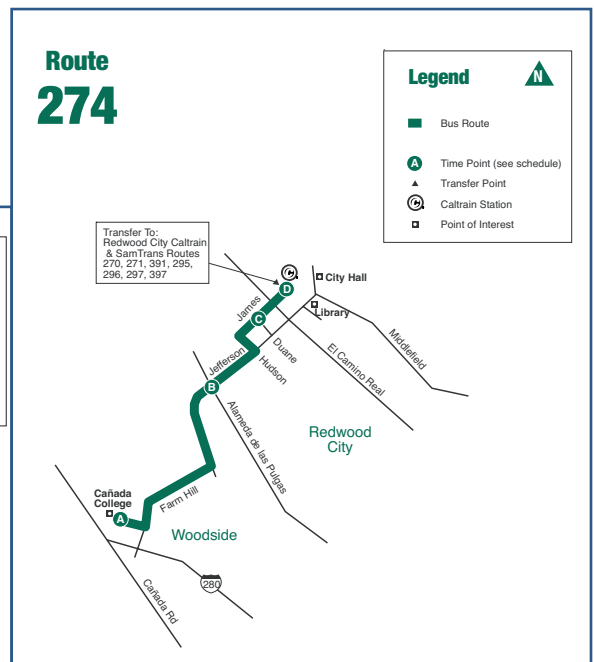 Route
274
Legend
N
Bus Route
A Time Point (see schedule)
Transfer Point
C Caltrain Station
Point of Interest
Transfer To:
Redwood City Caltrain
& SamTrans Routes
270, 271, 391, 295,
296, 297, 397
C
City Hall
D
Library
James
C
Duane
Middlefield
El Camino Real
Jefferson
Hudson
B
Alameda de las Pulgas
Redwood
City
Cañada
College
A
Farm Hill
Woodside
280
Cañada Rd